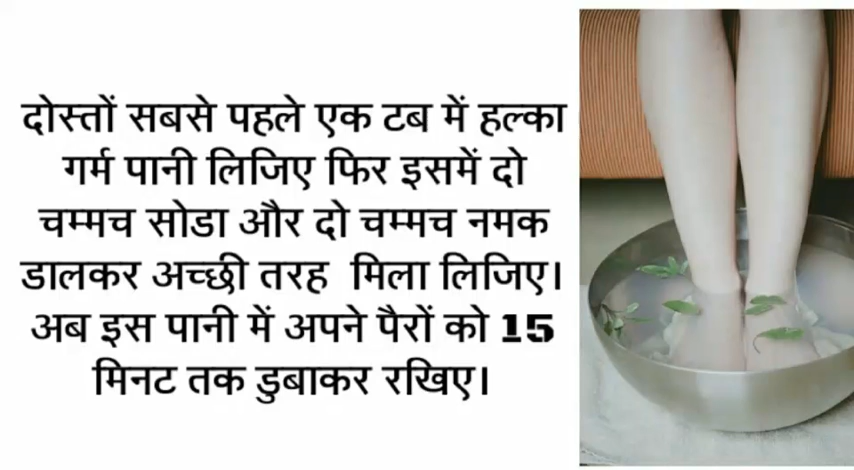 दोस्तों सबसे पहले एक टब में हल्का
गर्म पानी लिजिए फिर इसमें दो
चम्मच सोडा और दो चम्मच नमक
डालकर अच्छी तरह मिला लिजिए।
अब इस पानी में अपने पैरों को 15
मिनट तक डुबाकर रखिए।